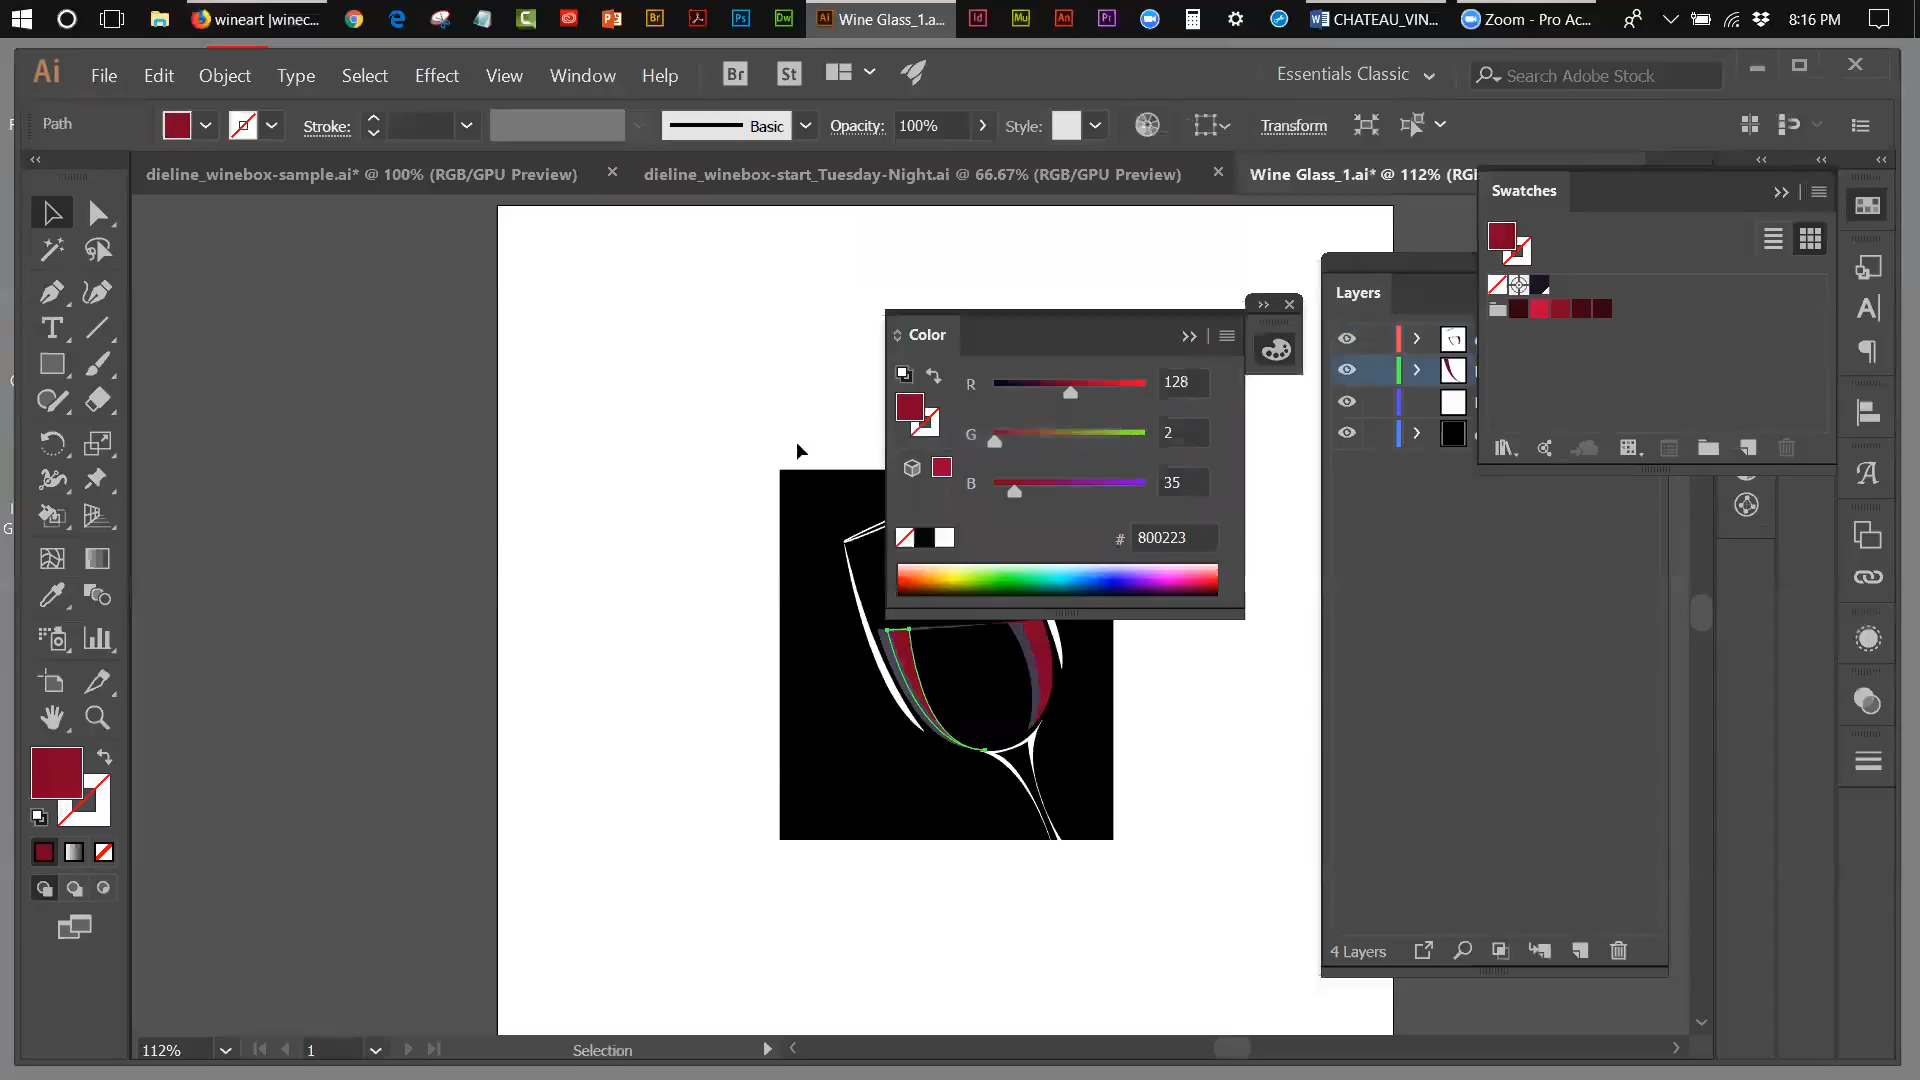 wineart |winec...
Wine Glass_1.a...
CHATEAU_VIN...
Zoom - Pro Ac...
8:16 PM
Ai File Edit Object Type Select Effect View Window Help Br St Essentials Classic Search Adobe Stock
Path Stroke: Basic Opacity: 100% Style: Transform
dieline_winebox-sample.ai* @ 100% (RGB/GPU Preview) dieline_winebox-start_Tuesday-Night.ai @ 66.67% (RGB/GPU Preview) Wine Glass_1.ai* @ 112% (RG
Swatches
Layers
Color
R 128
G 2
B 35
# 800223
4 Layers
112% 1 Selection